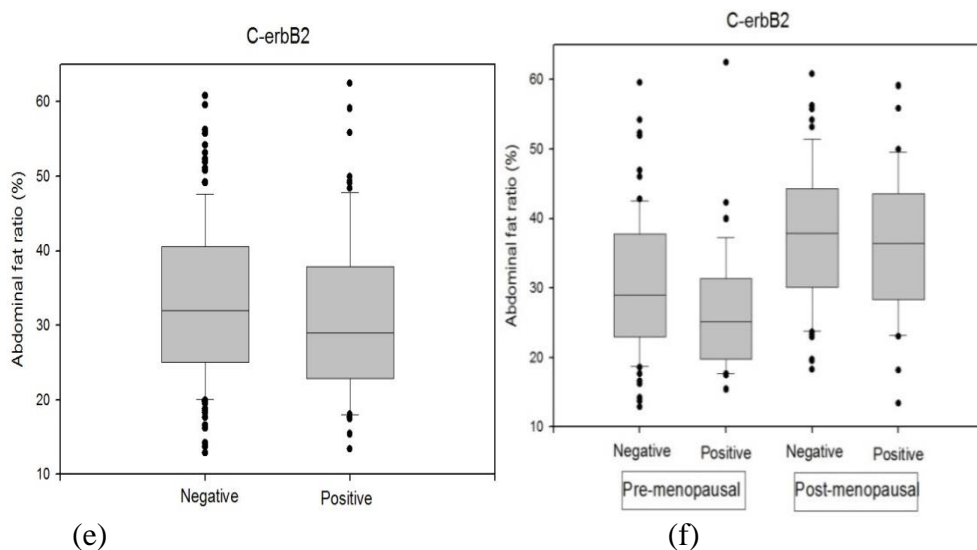 C-erbB2
Abdominal fat ratio (%)
60
50
40
30
20
10
Negative
Positive
(e)
C-erbB2
Abdominal fat ratio (%)
60
50
40
30
20
10
Negative
Positive
Negative
Positive
Pre-menopausal
Post-menopausal
(f)